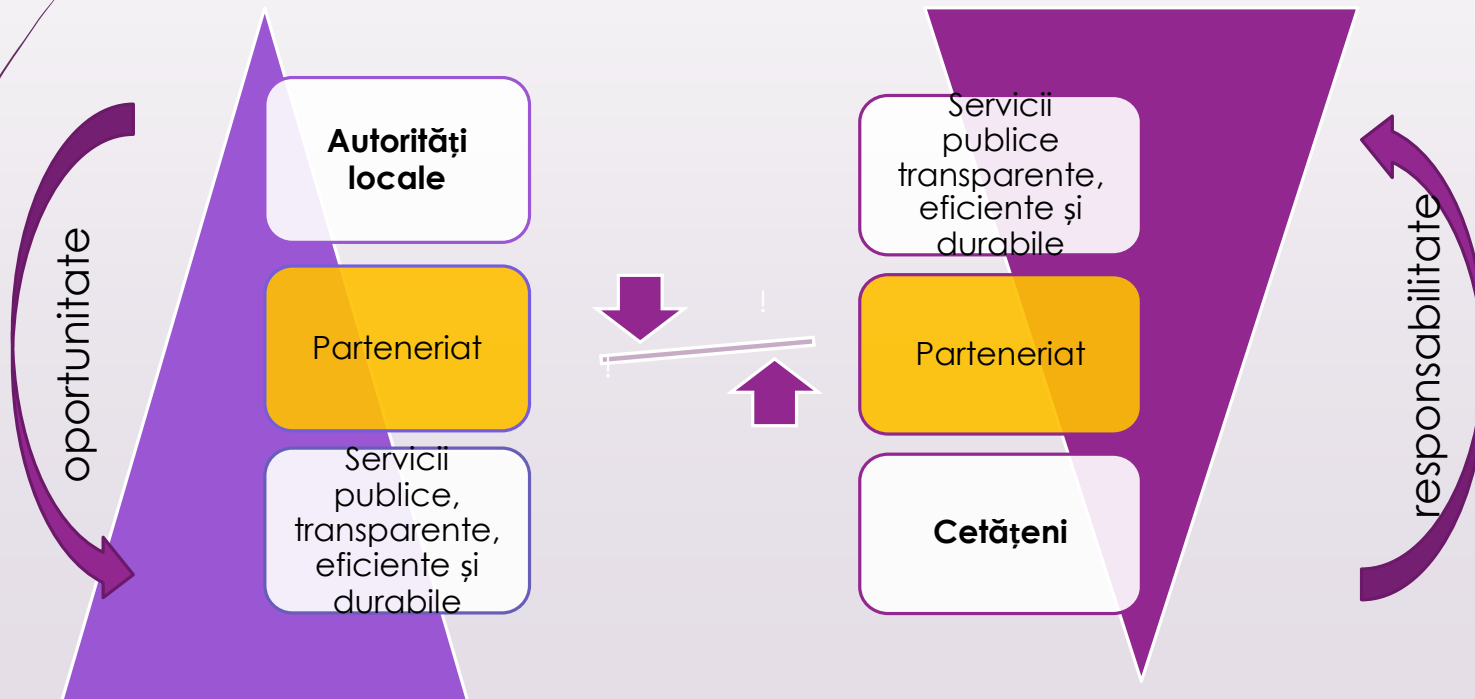 oportunitate
Autorități
locale
Parteneriat
Servicii
publice,
transparente,
eficiente și
durabile
!
!
Servicii
publice
transparente,
eficiente și
durabile
Parteneriat
Cetățeni
responsabilitate